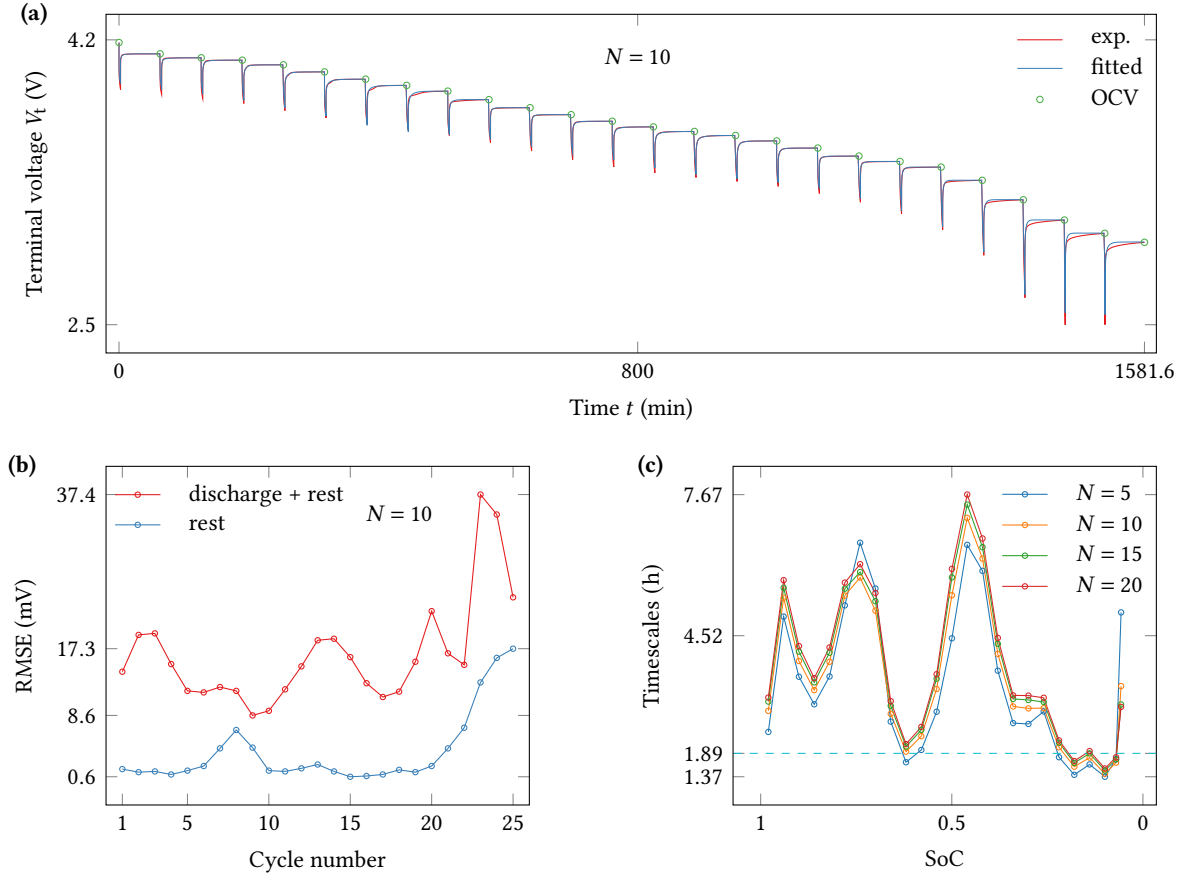 (a)
4.2
2.5
Terminal voltage Vt (V)
N = 10
exp.
fitted
OCV
0
800
1581.6
Time t (min)
(b)
37.4
17.3
8.6
0.6
RMSE (mV)
discharge + rest
rest
N = 10
1
5
10
15
20
25
Cycle number
(c)
7.67
4.52
1.89
1.37
Timescales (h)
N = 5
N = 10
N = 15
N = 20
1
0.5
0
SoC